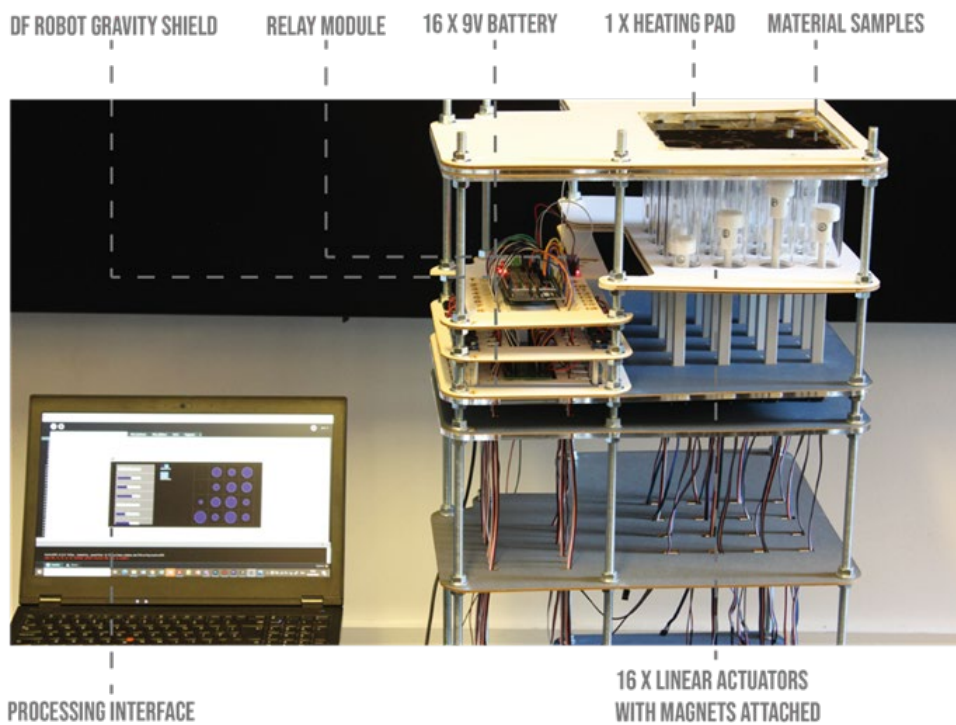 DF ROBOT GRAVITY SHIELD
RELAY MODULE
16 X 9V BATTERY
1 X HEATING PAD
MATERIAL SAMPLES
PROCESSING INTERFACE
16 X LINEAR ACTUATORS
WITH MAGNETS ATTACHED